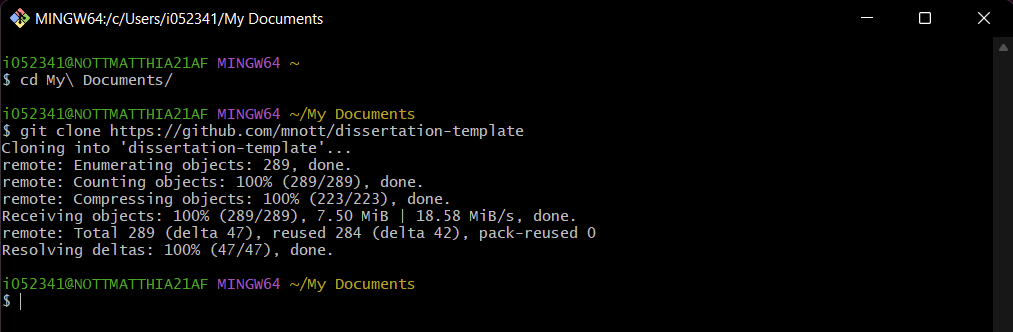 MINGW64:/c/Users/i052341/My Documents
i052341@NOTTMATTHIA21AF MINGW64 ~
$ cd My\ Documents/
i052341@NOTTMATTHIA21AF MINGW64 ~/My Documents
$ git clone https://github.com/mnott/dissertation-template
Cloning into 'dissertation-template'...
remote: Enumerating objects: 289, done.
remote: Counting objects: 100% (289/289), done.
remote: Compressing objects: 100% (223/223), done.
Receiving objects: 100% (289/289), 7.50 MiB | 18.58 MiB/s, done.
remote: Total 289 (delta 47), reused 284 (delta 42), pack-reused 0
Resolving deltas: 100% (47/47), done.
i052341@NOTTMATTHIA21AF MINGW64 ~/My Documents
$